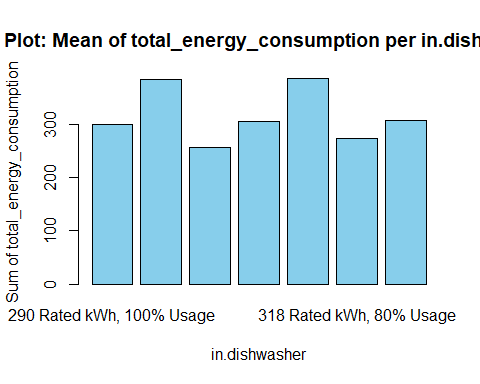 Plot: Mean of total_energy_consumption per in.dish
Sum of total_energy_consumption
300
200
100
0
290 Rated kWh, 100% Usage 318 Rated kWh, 80% Usage
in.dishwasher